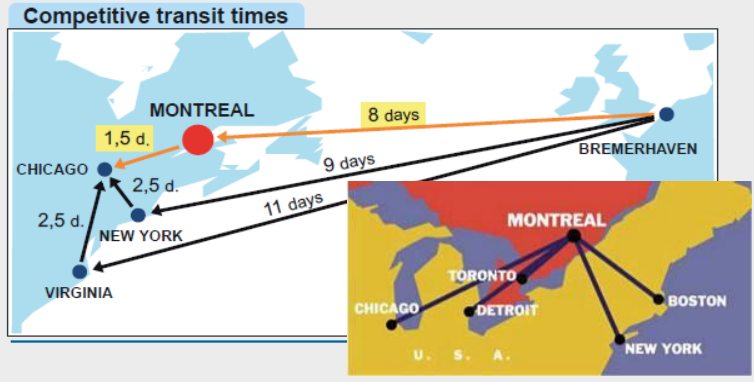 Competitive transit times
MONTREAL
8 days
1,5 d.
BREMERHAVEN
CHICAGO
9 days
2,5 d.
11 days
2,5 d.
NEW YORK
VIRGINIA
MONTREAL
TORONTO
CHICAGO
DETROIT
BOSTON
NEW YORK
U. S. A.